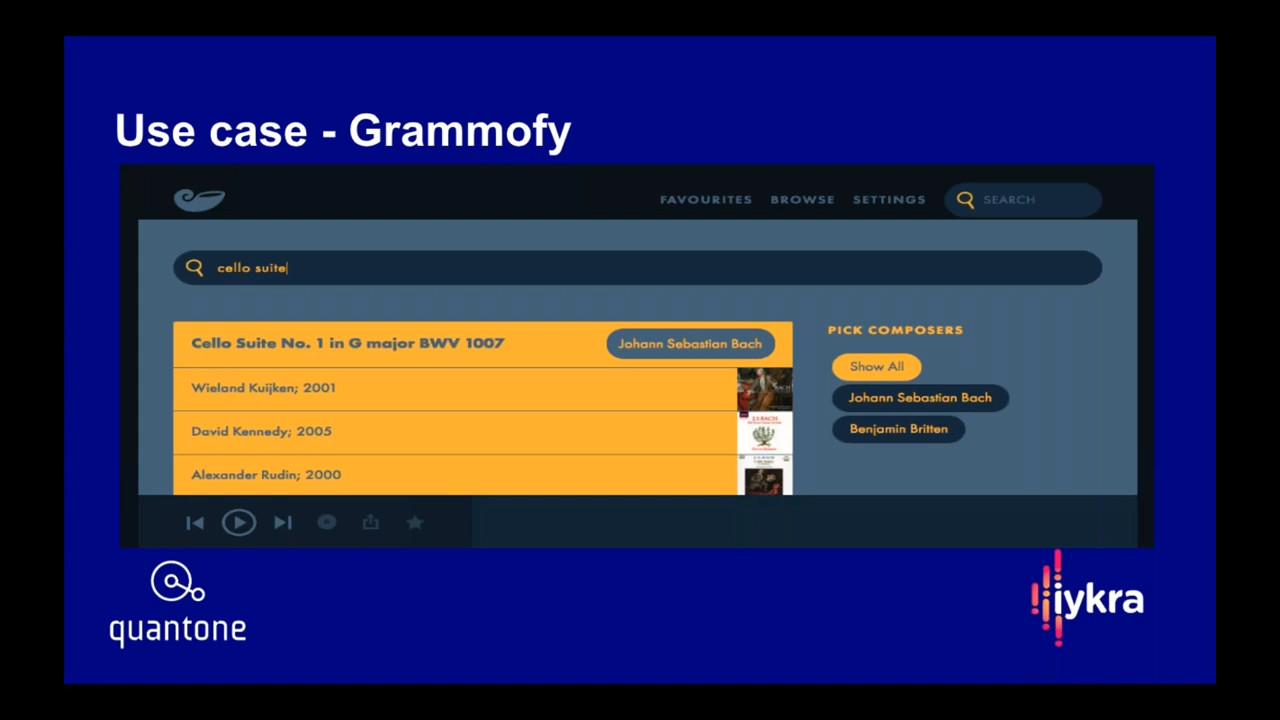 Use case - Grammofy
FAVOURITES BROWSE SETTINGS SEARCH
cello suite
Cello Suite No. 1 in G major BWV 1007 Johann Sebastian Bach
Wieland Kuijken; 2001
David Kennedy; 2005
Alexander Rudin; 2000
PICK COMPOSERS
Show All
Johann Sebastian Bach
Benjamin Britten
quantone
iykra